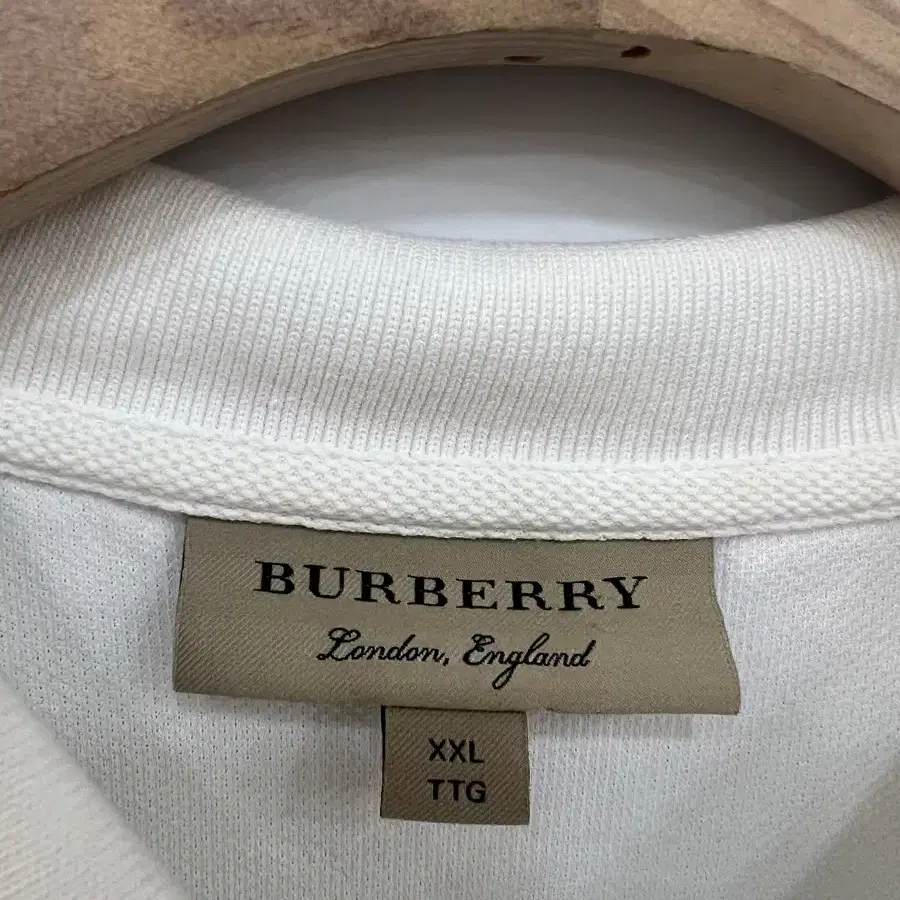 BURBERRY
London, England
XXL
TTG